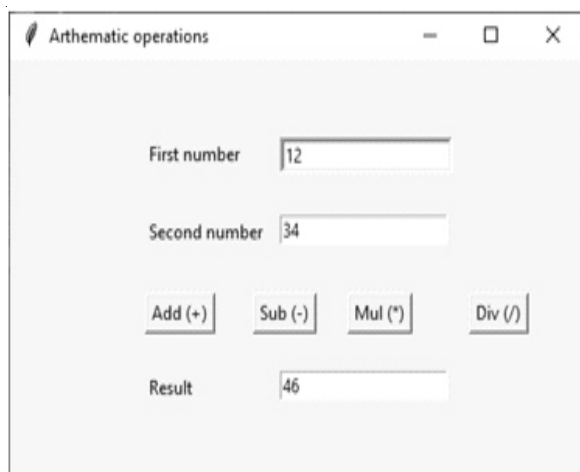 Arthematic operations
First number 12
Second number 34
Add (+) Sub (-) Mul (*) Div (/)
Result 46